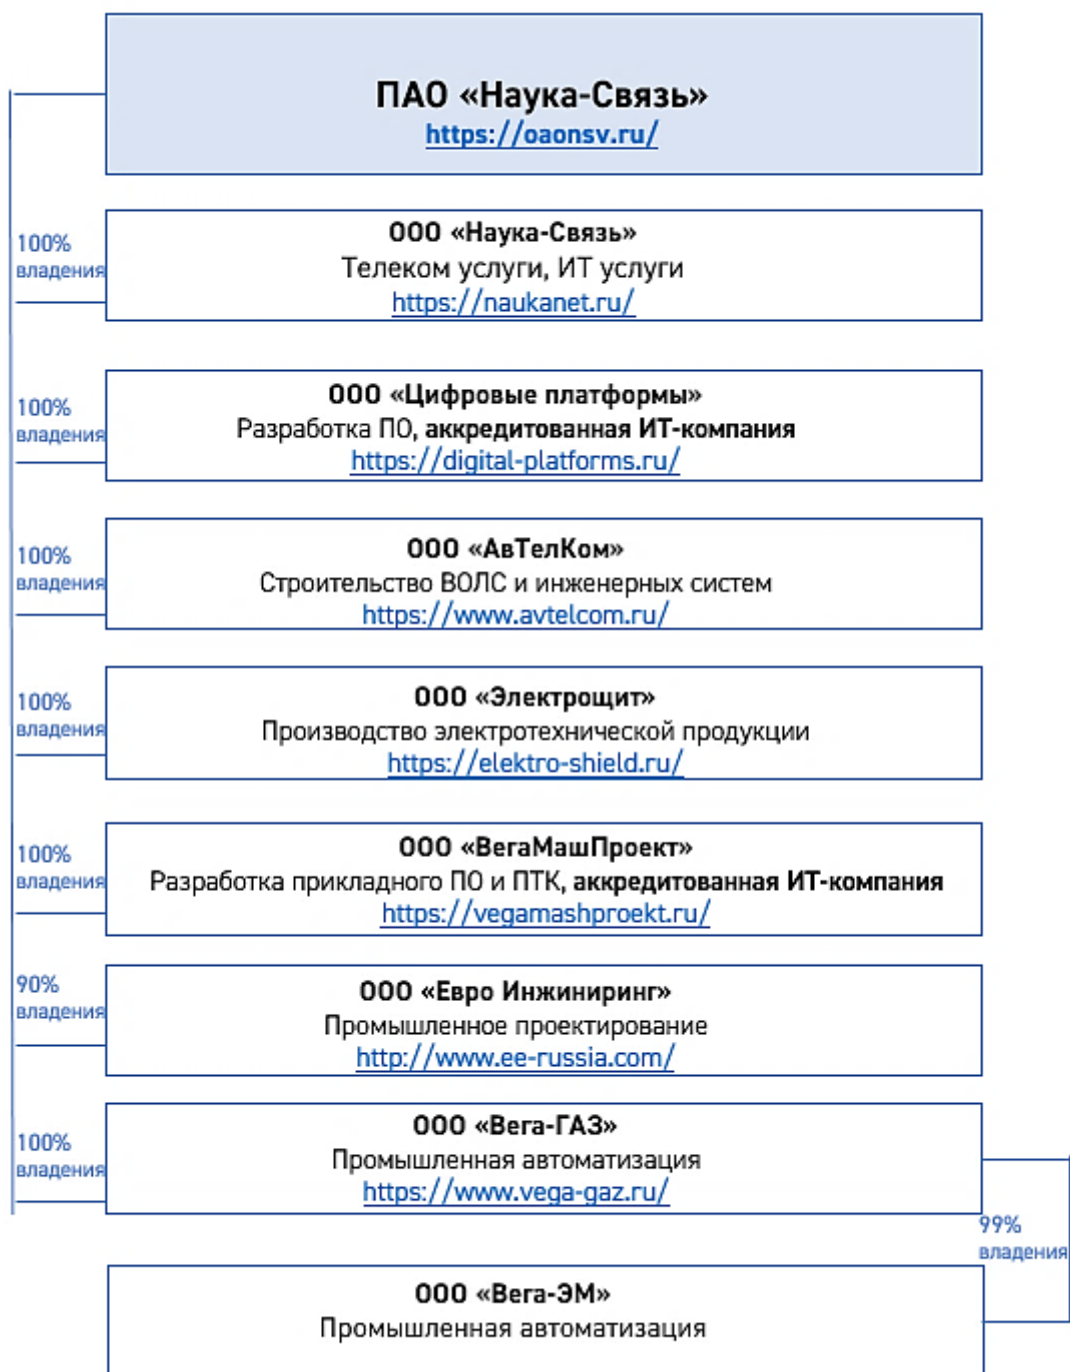 ПАО «Наука-Связь»
https://oaonsv.ru/
100%
владения
ООО «Наука-Связь»
Телеком услуги, ИТ услуги
https://naukanet.ru/
100%
владения
ООО «Цифровые платформы»
Разработка ПО, аккредитованная ИТ-компания
https://digital-platforms.ru/
100%
владения
ООО «АвТелКом»
Строительство ВОЛС и инженерных систем
https://www.avtelcom.ru/
100%
владения
ООО «Электрощит»
Производство электротехнической продукции
https://elektro-shield.ru/
100%
владения
ООО «ВегаМашПроект»
Разработка прикладного ПО и ПТК, аккредитованная ИТ-компания
https://vegamashproekt.ru/
90%
владения
ООО «Евро Инжиниринг»
Промышленное проектирование
http://www.ee-russia.com/
100%
владения
ООО «Вега-ГАЗ»
Промышленная автоматизация
https://www.vega-gaz.ru/
99%
владения
ООО «Вега-ЭМ»
Промышленная автоматизация